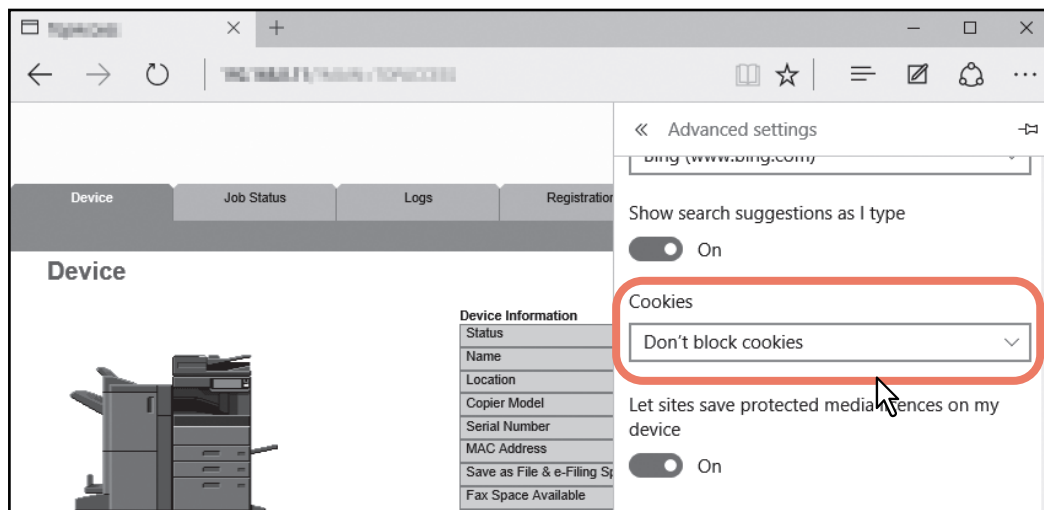 Advanced settings
Bing (www.bing.com)
Device
Job Status
Logs
Registration
Show search suggestions as I type
On
Device
Cookies
Don't block cookies
Device Information
Status
Name
Location
Copier Model
Serial Number
MAC Address
Save as File & e-Filing
Fax Space Available
Let sites save protected media on my
device
On